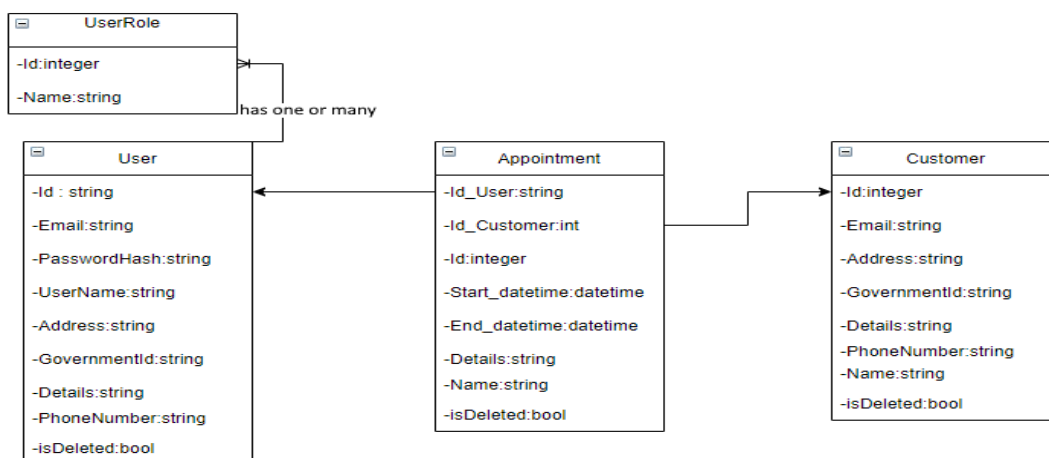 UserRole
-Id:integer
-Name:string
has one or many
User
-Id : string
-Email:string
-PasswordHash:string
-UserName:string
-Address:string
-GovernmentId:string
-Details:string
-PhoneNumber:string
-isDeleted:bool
Appointment
-Id_User:string
-Id_Customer:int
-Id:integer
-Start_datetime:datetime
-End_datetime:datetime
-Details:string
-Name:string
-isDeleted:bool
Customer
-Id:integer
-Email:string
-Address:string
-GovernmentId:string
-Details:string
-PhoneNumber:string
-Name:string
-isDeleted:bool